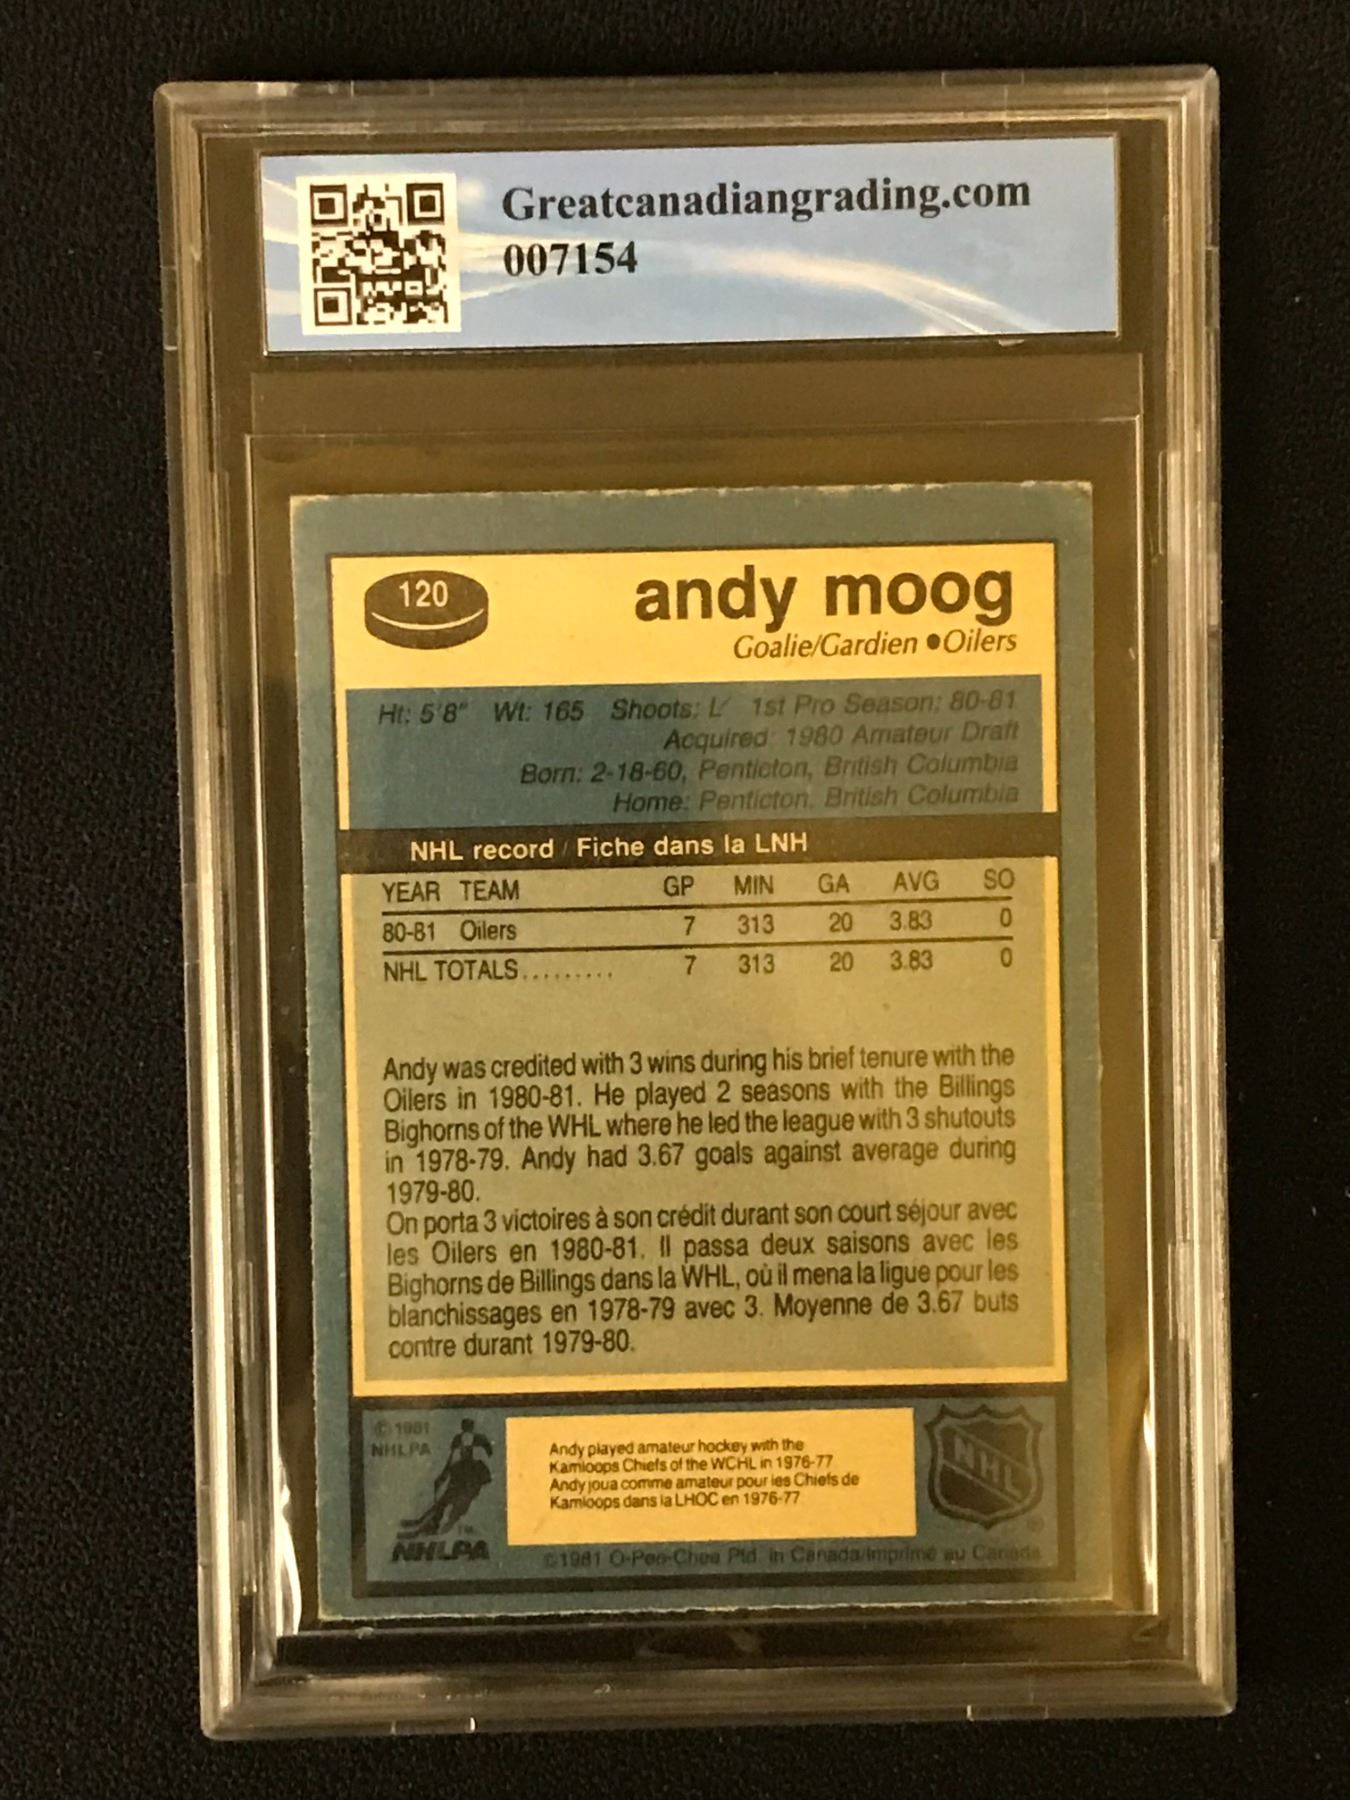 Greatcanadiangrading.com
007154
120
andy moog
Goalie/Gardien ●Oilers
Ht: 5'8" Wt: 165 Shoots: L 1st Pro Season: 80-81
Acquired: 1980 Amateur Draft
Born: 2-18-60, Penticton, British Columbia
Home: Penticton, British Columbia
NHL record / Fiche dans la LNH
YEAR TEAM GP MIN GA AVG SO
80-81 Oilers 7 313 20 3.83 0
NHL TOTALS......... 7 313 20 3.83 0
Andy was credited with 3 wins during his brief tenure with the
Oilers in 1980-81. He played 2 seasons with the Billings
Bighorns of the WHL where he led the league with 3 shutouts
in 1978-79. Andy had 3.67 goals against average during
1979-80.
On porta 3 victoires à son crédit durant son court séjour avec
les Oilers en 1980-81. Il passa deux saisons avec les
Bighorns de Billings dans la WHL, où il mena la ligue pour les
blanchissages en 1978-79 avec 3. Moyenne de 3.67 buts
contre durant 1979-80.
© 1981
NHLPA
TM
NHLPA
Andy played amateur hockey with the
Kamloops Chiefs of the WCHL in 1976-77
Andy joua comme amateur pour les Chiefs de
Kamloops dans la LHOC en 1976-77
NHL
®
©1981 O-Pee-Chee Ptd. in Canada/Imprimé au Canada